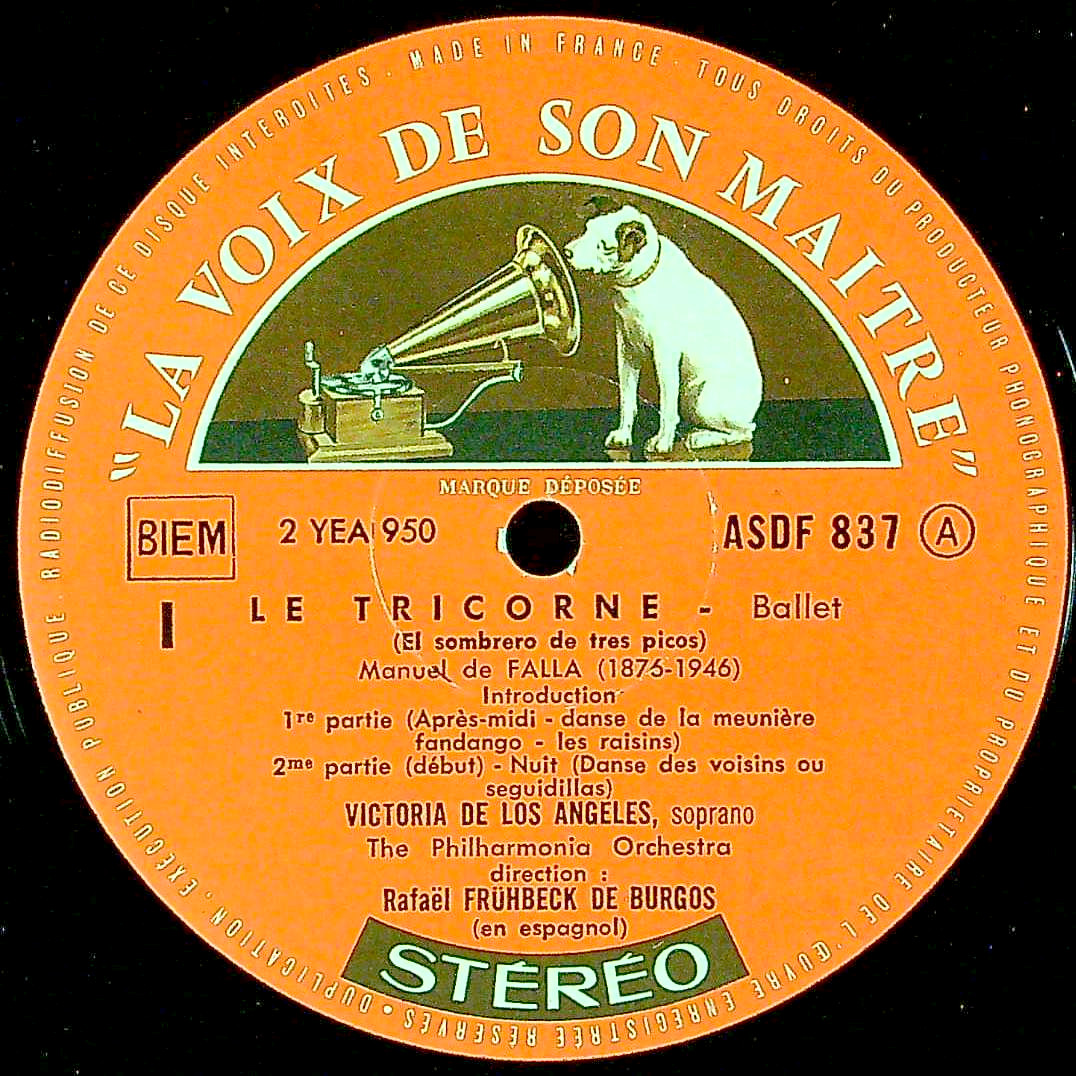 MADE IN FRANCE · TOUS DROITS DU PRODUCTEUR PHONOGRAPHIQUE ET DU PROPRIETAIRE DE L'ŒUVRE ENREGISTRÉE RÉSERVÉS • DUPLICATION. EXÉCUTION PUBLIQUE. RADIODIFFUSION DE CE DISQUE INTERDITES ·
"LA VOIX DE SON MAITRE"
MARQUE DÉPOSÉE
BIEM 2 YEA 950 ASDF 837 A
I LE TRICORNE - Ballet
(El sombrero de tres picos)
Manuel de FALLA (1876-1946)
Introduction
1re partie (Après-midi - danse de la meunière
fandango - les raisins)
2me partie (début) - Nuit (Danse des voisins ou
seguidillas)
VICTORIA DE LOS ANGELES, soprano
The Philharmonia Orchestra
direction :
Rafaël FRÜHBECK DE BURGOS
(en espagnol)
STÉRÉO